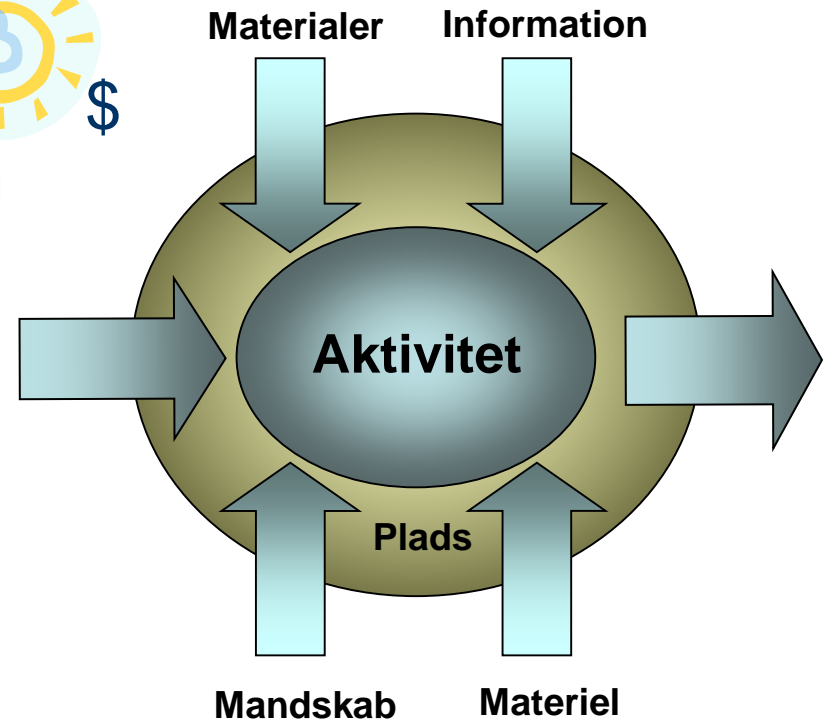 Materialer
Information
$
Aktivitet
Plads
Mandskab
Materiel